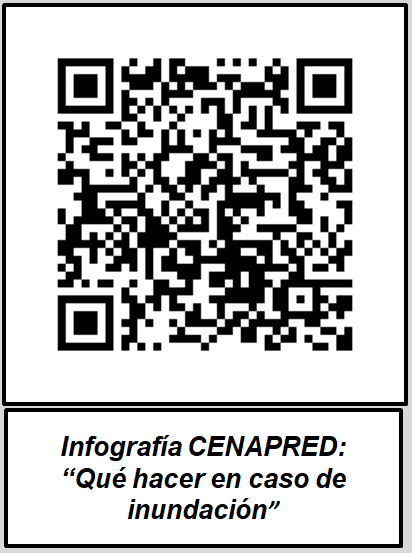 Infografía CENAPRED:
“Qué hacer en caso de
inundación”